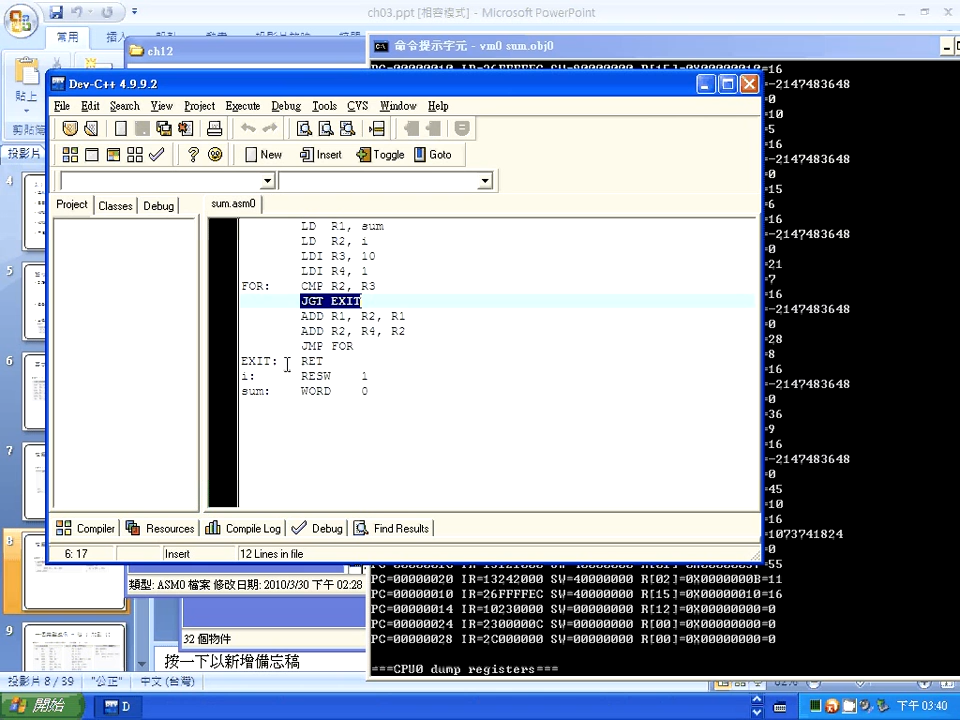 ch03.ppt [相容模式] - Microsoft PowerPoint
常用
貼上
剪貼簿
投影片
ch12
命令提示字元 - vm0 sum.obj0
Dev-C++ 4.9.9.2
File Edit Search View Project Execute Debug Tools CVS Window Help
New Insert Toggle Goto
Project Classes Debug
sum.asm0
LD R1, sum
LD R2, i
LDI R3, 10
LDI R4, 1
FOR: CMP R2, R3
JGT EXIT
ADD R1, R2, R1
ADD R2, R4, R2
JMP FOR
EXIT: RET
i: RESW 1
sum: WORD 0
Compiler Resources Compile Log Debug Find Results
6: 17 Insert 12 Lines in file
=16
=-2147483648
=0
=10
=5
=16
=-2147483648
=0
=15
=6
=16
=-2147483648
=0
=21
=7
=16
=-2147483648
=0
=28
=8
=16
=-2147483648
=0
=36
=9
=16
=-2147483648
=0
=45
=10
=16
=1073741824
=0
=55
PC=00000020 IR=13242000 SW=40000000 R[02]=0X0000000B=11
PC=00000010 IR=26FFFFEC SW=40000000 R[15]=0X00000010=16
PC=00000014 IR=10230000 SW=00000000 R[12]=0X00000000=0
PC=00000024 IR=2300000C SW=00000000 R[00]=0X00000000=0
PC=00000028 IR=2C000000 SW=00000000 R[00]=0X00000000=0
===CPU0 dump registers===
4
5
6
7
8
9
類型: ASM0 檔案 修改日期: 2010/3/30 下午 02:28
32 個物件
按一下以新增備忘稿
投影片 8 / 39 "公正" 中文 (台灣)
開始
D
下午 03:40